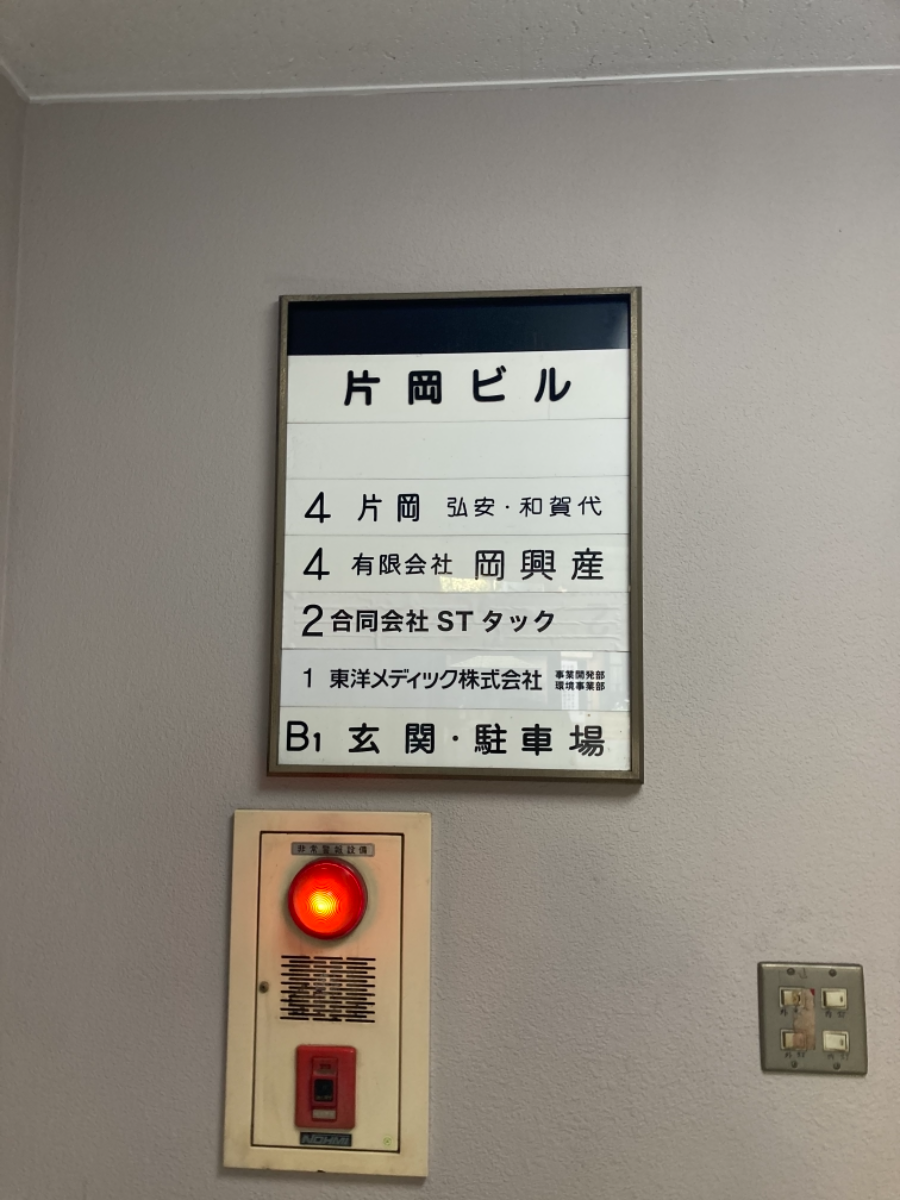 片岡ビル
4 片岡 弘安・和賀代
4 有限会社 岡興産
2 合同会社 STタック
1 東洋メディック株式会社 事業開発部
環境事業部
B1 玄関・駐車場
非常警報設備
NOHMI